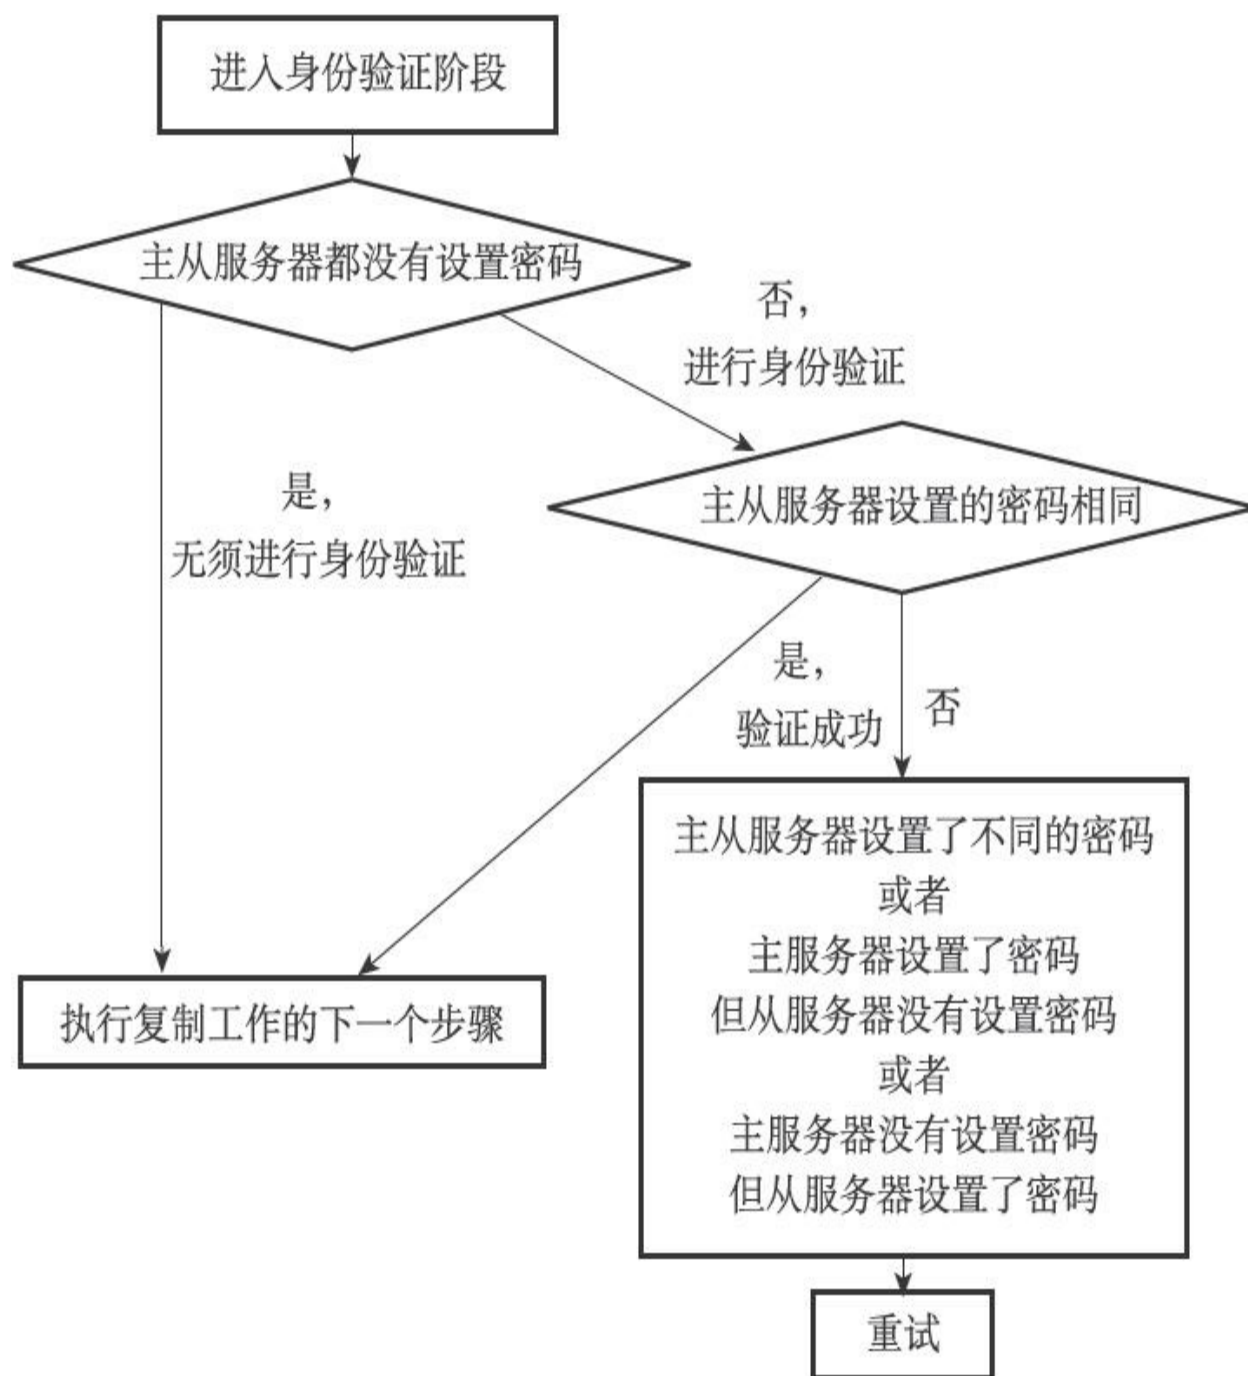 进入身份验证阶段
主从服务器都没有设置密码
否，
进行身份验证
是，
无须进行身份验证
主从服务器设置的密码相同
是，
验证成功
否
主从服务器设置了不同的密码
或者
主服务器设置了密码
但从服务器没有设置密码
或者
主服务器没有设置密码
但从服务器设置了密码
执行复制工作的下一个步骤
重试